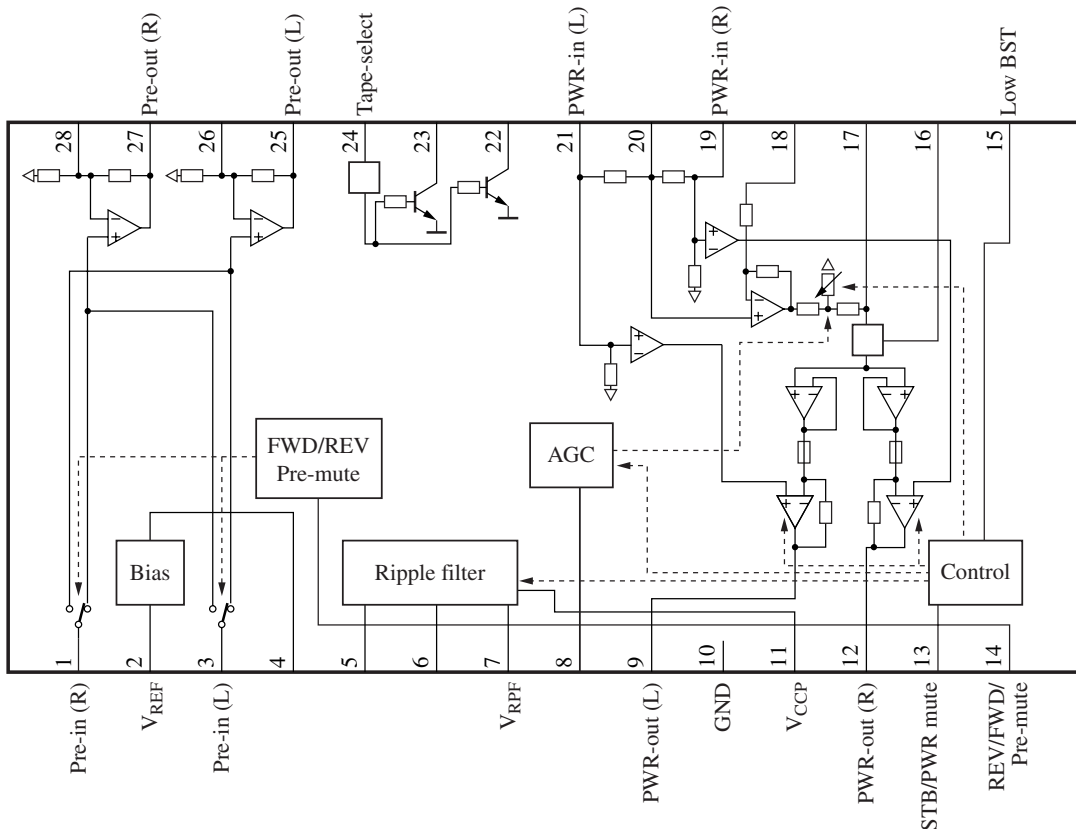 Pre-out (R)
Pre-out (L)
Tape-select
PWR-in (L)
PWR-in (R)
Low BST
28
27
26
25
24
23
22
21
20
19
18
17
16
15
− +
− +
+ −
− +
+ −
+ −
− +
+ −
− +
FWD/REV
Pre-mute
AGC
Bias
Ripple filter
Control
1
2
3
4
5
6
7
8
9
10
11
12
13
14
Pre-in (R)
VREF
Pre-in (L)
VRPF
PWR-out (L)
GND
VCCP
PWR-out (R)
STB/PWR mute
REV/FWD/
Pre-mute